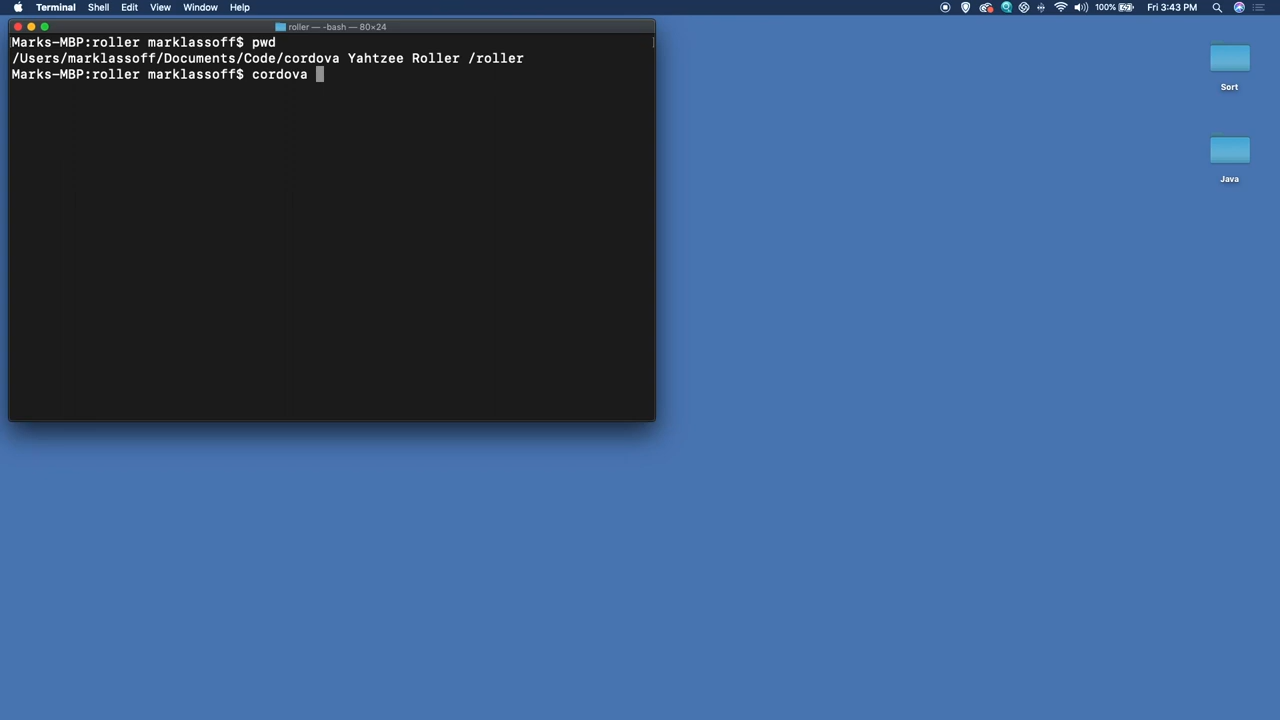 Terminal Shell Edit View Window Help 100% Fri 3:43 PM
roller — -bash — 80×24
Marks-MBP:roller marklassoff$ pwd
/Users/marklassoff/Documents/Code/cordova Yahtzee Roller /roller
Marks-MBP:roller marklassoff$ cordova
Sort
Java